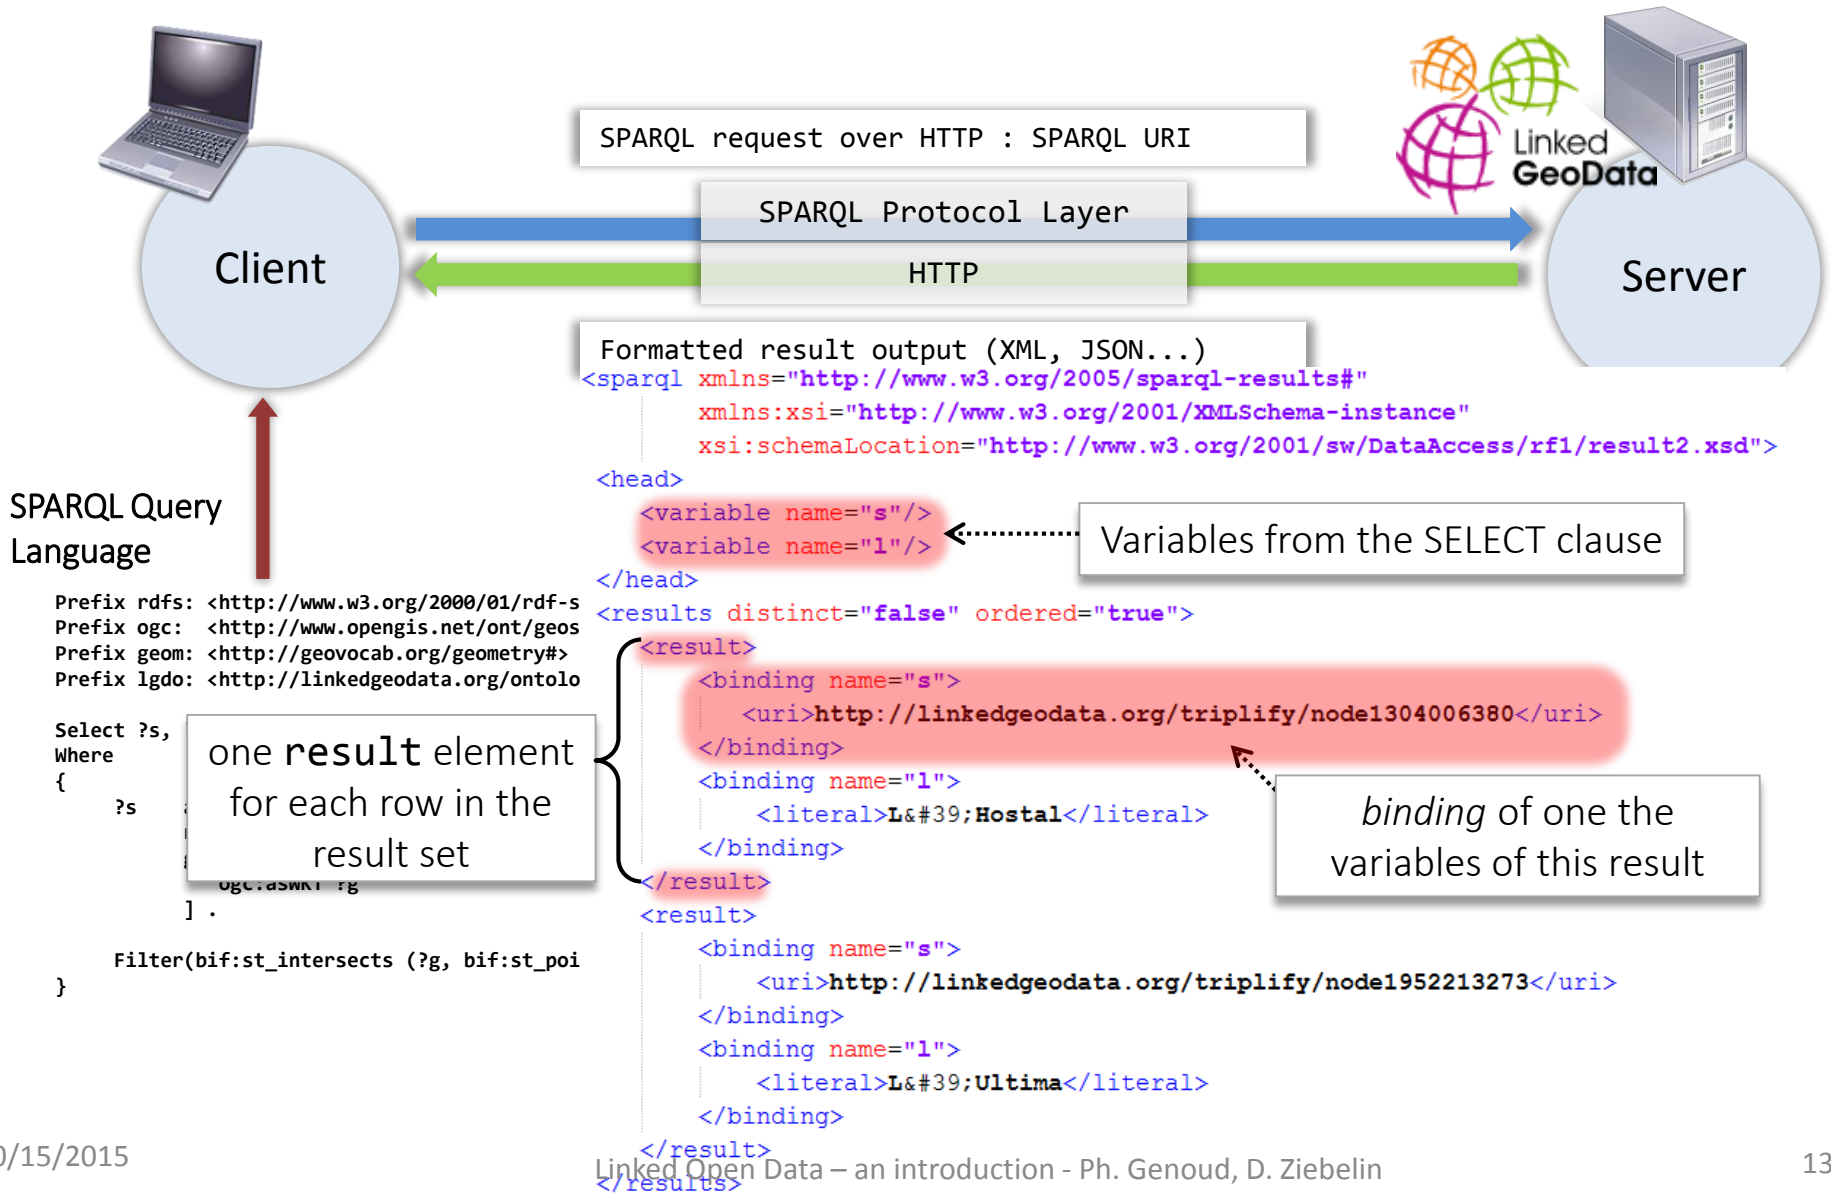 SPARQL request over HTTP : SPARQL URI
Linked
GeoData
SPARQL Protocol Layer
HTTP
Client
Server
Formatted result output (XML, JSON...)
<sparql xmlns="http://www.w3.org/2005/sparql-results#"
xmlns:xsi="http://www.w3.org/2001/XMLSchema-instance"
xsi:schemaLocation="http://www.w3.org/2001/sw/DataAccess/rf1/result2.xsd">
<head>
<variable name="s"/>
<variable name="l"/>
</head>
<results distinct="false" ordered="true">
<result>
<binding name="s">
<uri>http://linkedgeodata.org/triplify/node1304006380</uri>
</binding>
<binding name="l">
<literal>L&#39;Hostal</literal>
</binding>
</result>
<result>
<binding name="s">
<uri>http://linkedgeodata.org/triplify/node1952213273</uri>
</binding>
<binding name="l">
<literal>L&#39;Ultima</literal>
</binding>
</result>
</results>
Variables from the SELECT clause
binding of one the
variables of this result
SPARQL Query
Language
Prefix rdfs: <http://www.w3.org/2000/01/rdf-s
Prefix ogc: <http://www.opengis.net/ont/geos
Prefix geom: <http://geovocab.org/geometry#>
Prefix lgdo: <http://linkedgeodata.org/ontolo
Select ?s,
Where
{
?s
ogc:asWKT ?g
] .
Filter(bif:st_intersects (?g, bif:st_poi
}
one result element
for each row in the
result set
0/15/2015
Linked Open Data – an introduction - Ph. Genoud, D. Ziebelin
13